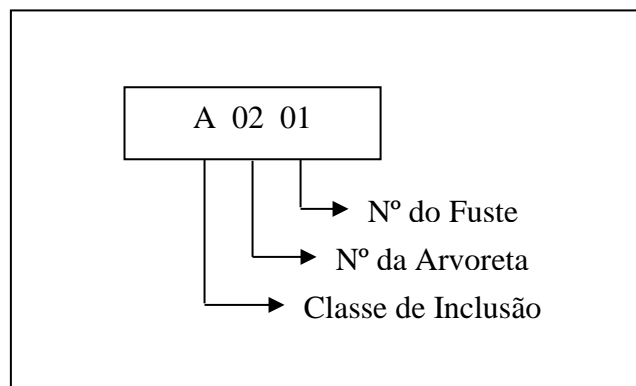 A 02 01
Nº do Fuste
Nº da Arvoreta
Classe de Inclusão